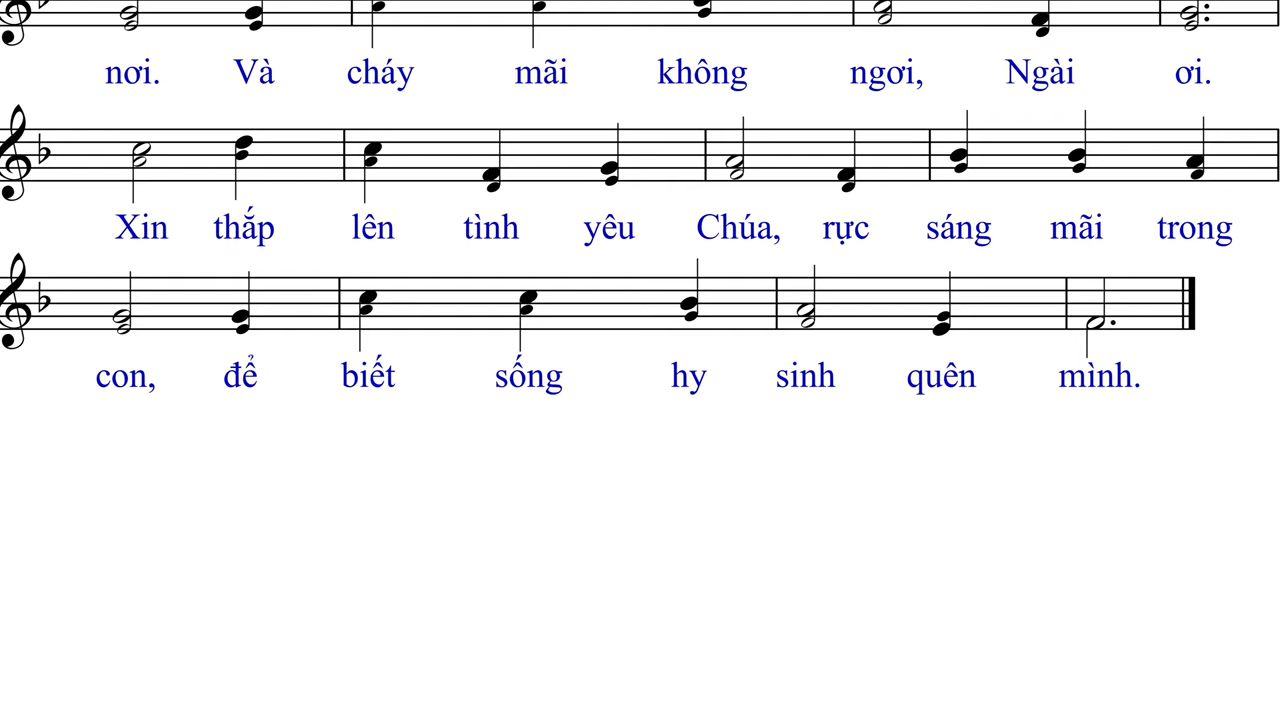 nơi. Và cháy mãi không ngơi, Ngài ơi.
Xin thắp lên tình yêu Chúa, rực sáng mãi trong
con, để biết sống hy sinh quên mình.